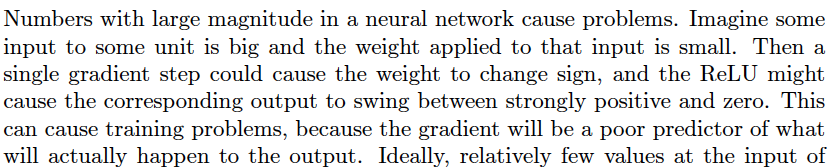 Numbers with large magnitude in a neural network cause problems. Imagine some
input to some unit is big and the weight applied to that input is small. Then a
single gradient step could cause the weight to change sign, and the ReLU might
cause the corresponding output to swing between strongly positive and zero. This
can cause training problems, because the gradient will be a poor predictor of what
will actually happen to the output. Ideally, relatively few values at the input of